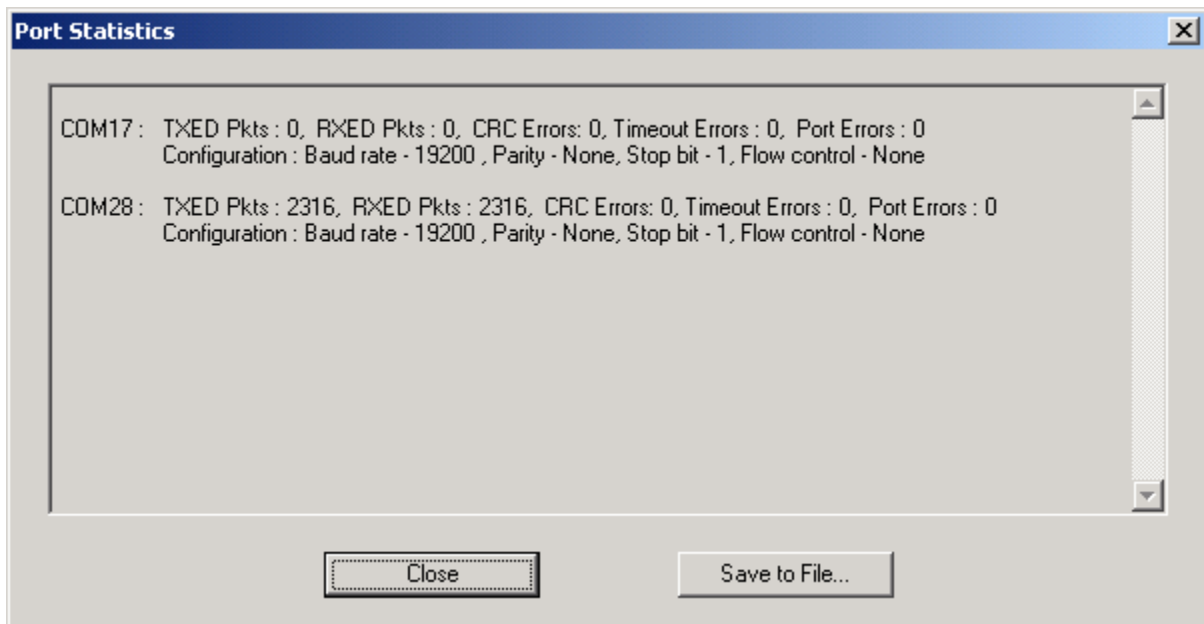 Port Statistics
COM17 : TXED Pkts : 0, RXED Pkts : 0, CRC Errors: 0, Timeout Errors : 0, Port Errors : 0
Configuration : Baud rate - 19200 , Parity - None, Stop bit - 1, Flow control - None
COM28 : TXED Pkts : 2316, RXED Pkts : 2316, CRC Errors: 0, Timeout Errors : 0, Port Errors : 0
Configuration : Baud rate - 19200 , Parity - None, Stop bit - 1, Flow control - None
Close
Save to File...